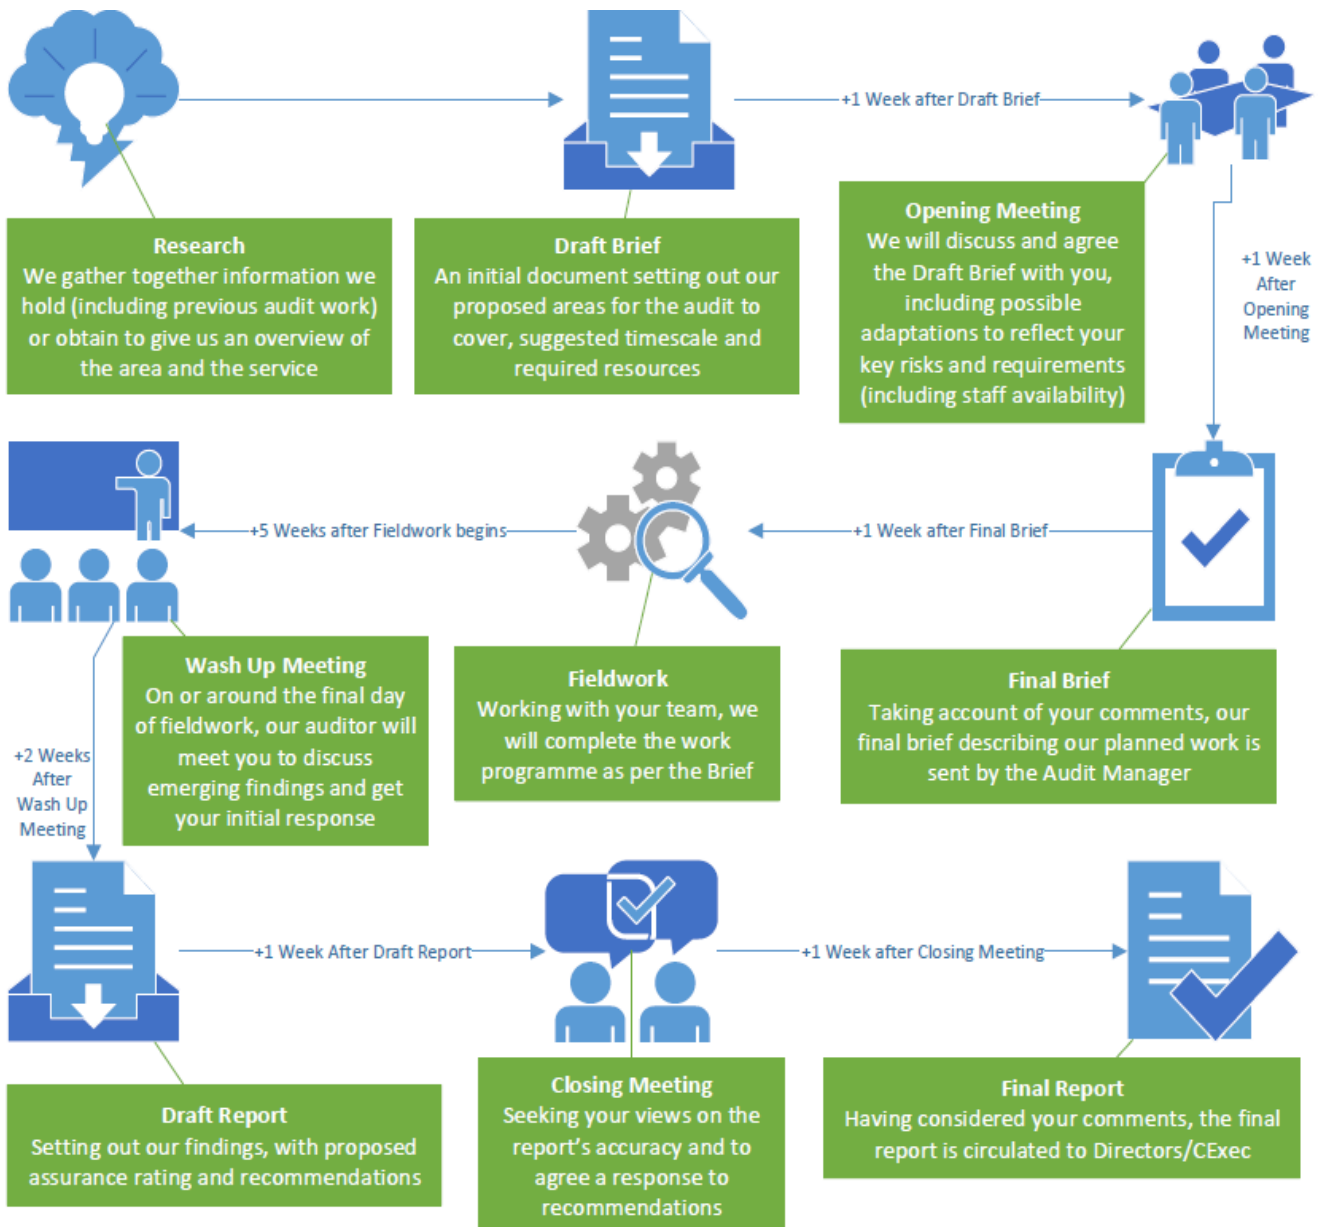 +1 Week after Draft Brief
Research
We gather together information we
hold (including previous audit work)
or obtain to give us an overview of
the area and the service
Draft Brief
An initial document setting out our
proposed areas for the audit to
cover, suggested timescale and
required resources
Opening Meeting
We will discuss and agree
the Draft Brief with you,
including possible
adaptations to reflect your
key risks and requirements
(including staff availability)
+1 Week
After
Opening
Meeting
+5 Weeks after Fieldwork begins
+1 Week after Final Brief
Wash Up Meeting
On or around the final day
of fieldwork, our auditor will
meet you to discuss
emerging findings and get
your initial response
Fieldwork
Working with your team, we
will complete the work
programme as per the Brief
Final Brief
Taking account of your comments, our
final brief describing our planned work is
sent by the Audit Manager
+2 Weeks
After
Wash Up
Meeting
+1 Week After Draft Report
+1 Week after Closing Meeting
Draft Report
Setting out our findings, with proposed
assurance rating and recommendations
Closing Meeting
Seeking your views on the
report's accuracy and to
agree a response to
recommendations
Final Report
Having considered your comments, the final
report is circulated to Directors/CExec